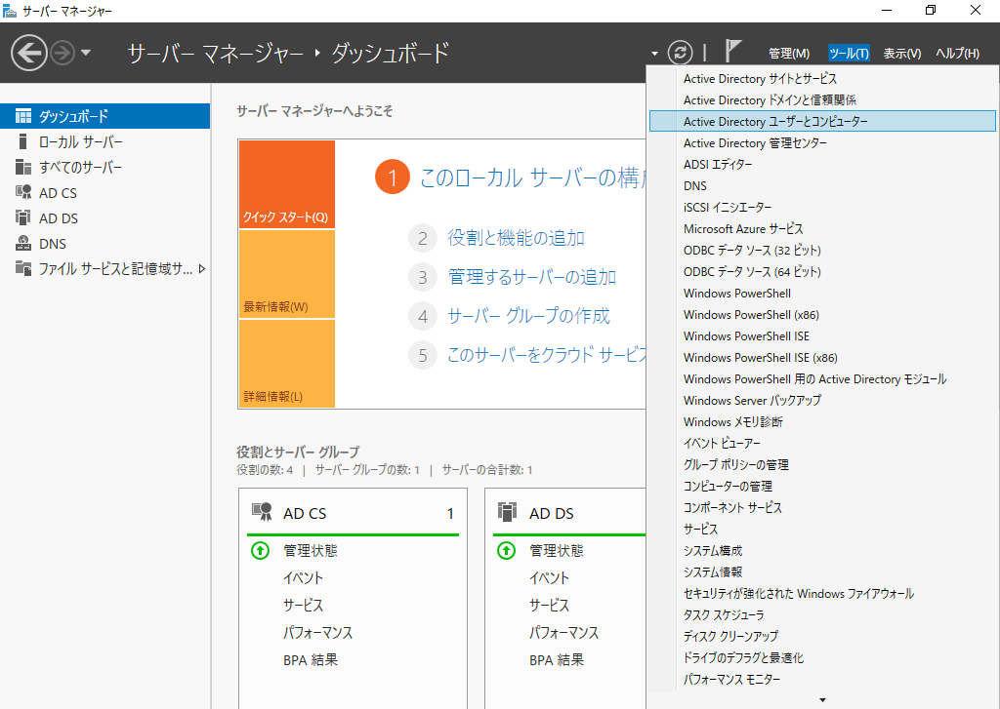 サーバー マネージャー
サーバー マネージャー ・ ダッシュボード
管理(M) ツール(T) 表示(V) ヘルプ(H)
ダッシュボード
ローカル サーバー
すべてのサーバー
AD CS
AD DS
DNS
ファイル サービスと記憶域サ...
サーバー マネージャーへようこそ
クイック スタート(Q)
最新情報(W)
詳細情報(L)
1 このローカル サーバーの構
2 役割と機能の追加
3 管理するサーバーの追加
4 サーバー グループの作成
5 このサーバーをクラウド サービス
役割とサーバー グループ
役割の数: 4 | サーバー グループの数: 1 | サーバーの合計数: 1
AD CS 1
管理状態
イベント
サービス
パフォーマンス
BPA 結果
AD DS
管理状態
イベント
サービス
パフォーマンス
BPA 結果
Active Directory サイトとサービス
Active Directory ドメインと信頼関係
Active Directory ユーザーとコンピューター
Active Directory 管理センター
ADSI エディター
DNS
iSCSI イニシエーター
Microsoft Azure サービス
ODBC データ ソース (32 ビット)
ODBC データ ソース (64 ビット)
Windows PowerShell
Windows PowerShell (x86)
Windows PowerShell ISE
Windows PowerShell ISE (x86)
Windows PowerShell 用の Active Directory モジュール
Windows Server バックアップ
Windows メモリ診断
イベント ビューアー
グループ ポリシーの管理
コンピューターの管理
コンポーネント サービス
サービス
システム構成
システム情報
セキュリティが強化された Windows ファイアウォール
タスク スケジューラ
ディスク クリーンアップ
ドライブのデフラグと最適化
パフォーマンス モニター